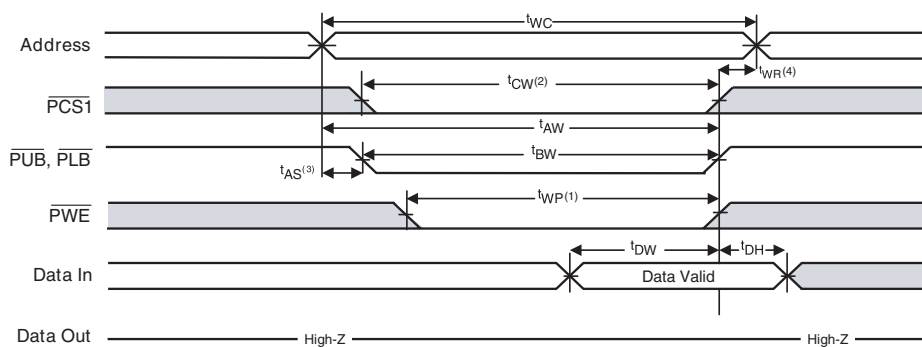 tWC
Address
tWR(4)
tCW(2)
PCS1
tAW
PUB, PLB
tBW
tAS(3)
tWP(1)
PWE
tDW
tDH
Data In
Data Valid
Data Out
High-Z
High-Z